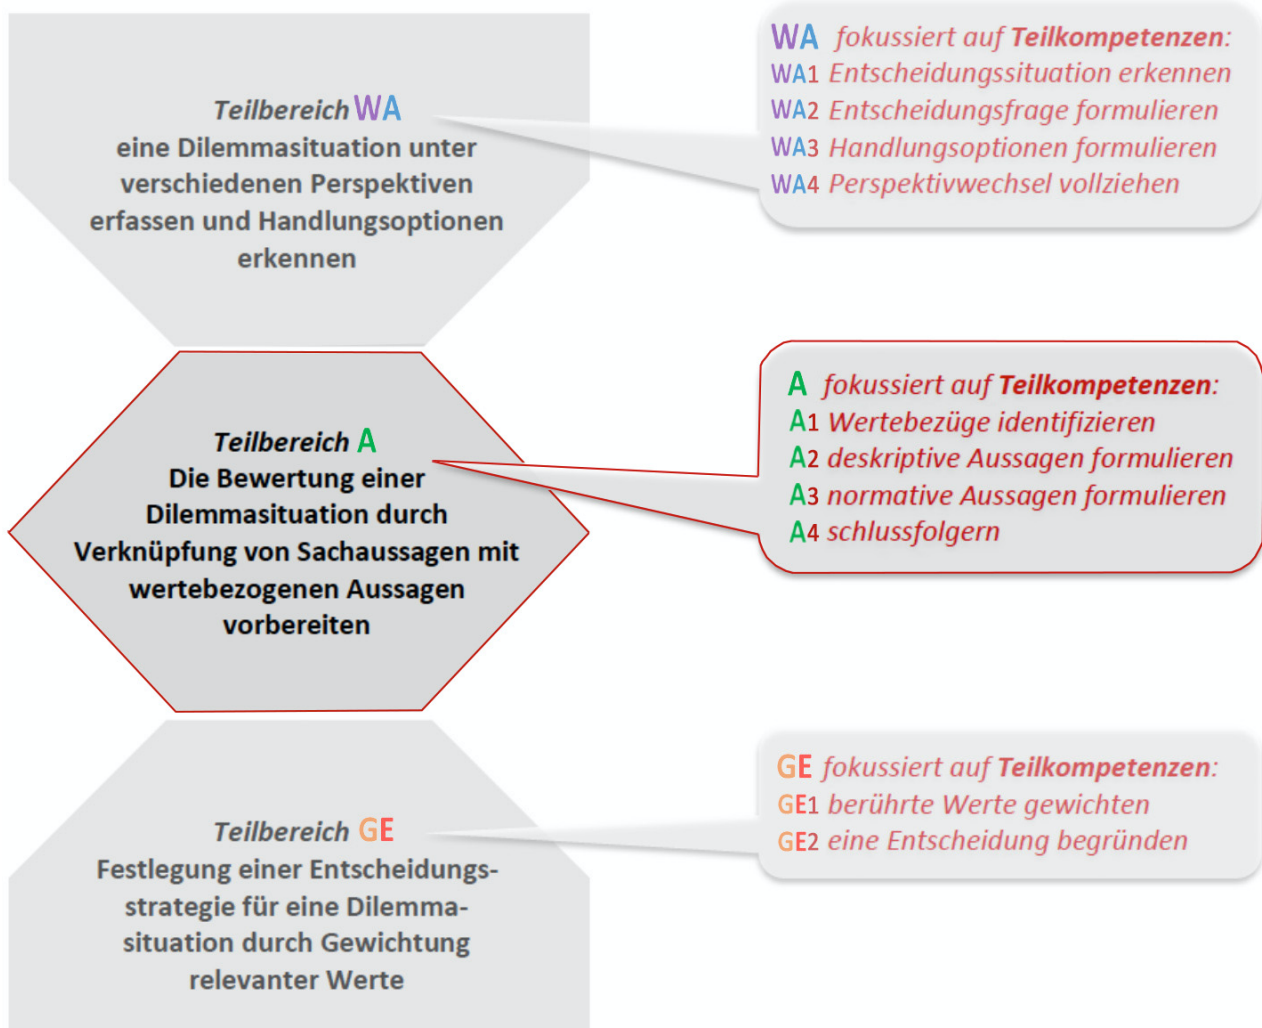 Teilbereich WA
eine Dilemmasituation unter
verschiedenen Perspektiven
erfassen und Handlungsoptionen
erkennen
WA fokussiert auf Teilkompetenzen:
WA1 Entscheidungssituation erkennen
WA2 Entscheidungsfrage formulieren
WA3 Handlungsoptionen formulieren
WA4 Perspektivwechsel vollziehen
Teilbereich A
Die Bewertung einer
Dilemmasituation durch
Verknüpfung von Sachaussagen mit
wertebezogenen Aussagen
vorbereiten
A fokussiert auf Teilkompetenzen:
A1 Wertebezüge identifizieren
A2 deskriptive Aussagen formulieren
A3 normative Aussagen formulieren
A4 schlussfolgern
Teilbereich GE
Festlegung einer Entscheidungs-
strategie für eine Dilemma-
situation durch Gewichtung
relevanter Werte
GE fokussiert auf Teilkompetenzen:
GE1 berührte Werte gewichten
GE2 eine Entscheidung begründen